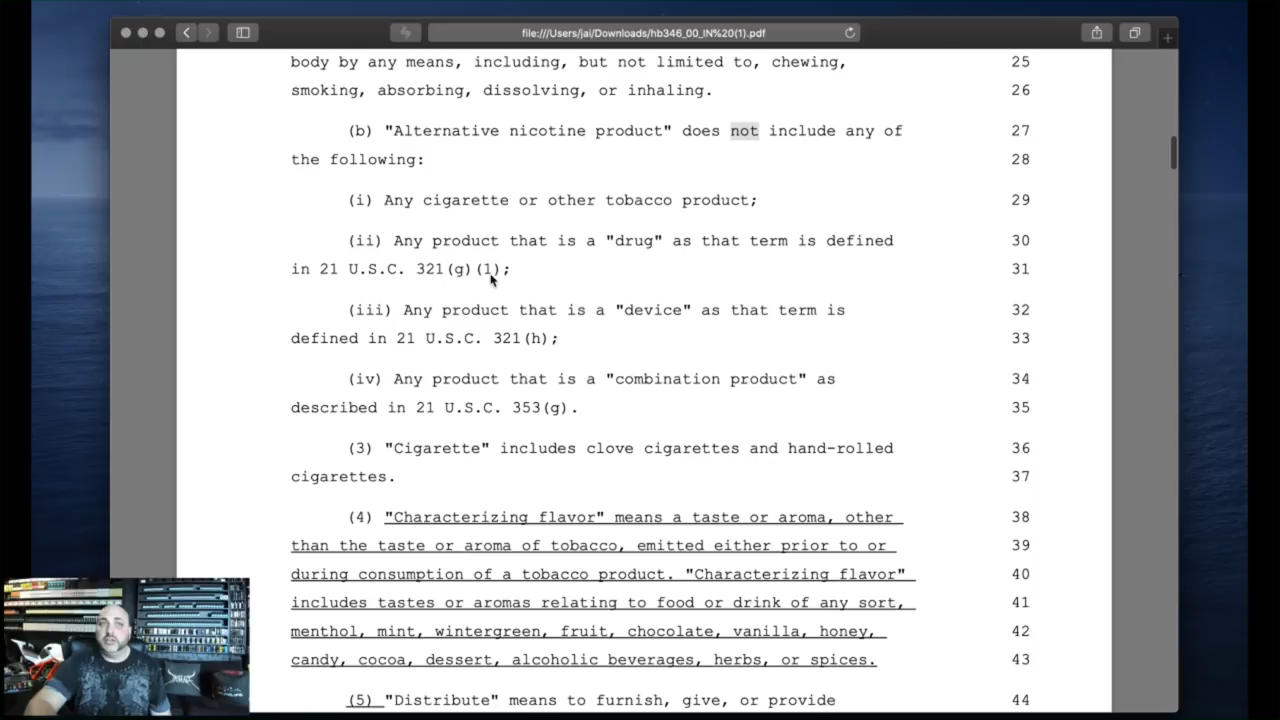 file:///Users/jai/Downloads/hb346_00_IN%20(1).pdf
body by any means, including, but not limited to, chewing, 25
smoking, absorbing, dissolving, or inhaling. 26
(b) "Alternative nicotine product" does not include any of 27
the following: 28
(i) Any cigarette or other tobacco product; 29
(ii) Any product that is a "drug" as that term is defined 30
in 21 U.S.C. 321(g)(1); 31
(iii) Any product that is a "device" as that term is 32
defined in 21 U.S.C. 321(h); 33
(iv) Any product that is a "combination product" as 34
described in 21 U.S.C. 353(g). 35
(3) "Cigarette" includes clove cigarettes and hand-rolled 36
cigarettes. 37
(4) "Characterizing flavor" means a taste or aroma, other 38
than the taste or aroma of tobacco, emitted either prior to or 39
during consumption of a tobacco product. "Characterizing flavor" 40
includes tastes or aromas relating to food or drink of any sort, 41
menthol, mint, wintergreen, fruit, chocolate, vanilla, honey, 42
candy, cocoa, dessert, alcoholic beverages, herbs, or spices. 43
(5) "Distribute" means to furnish, give, or provide 44